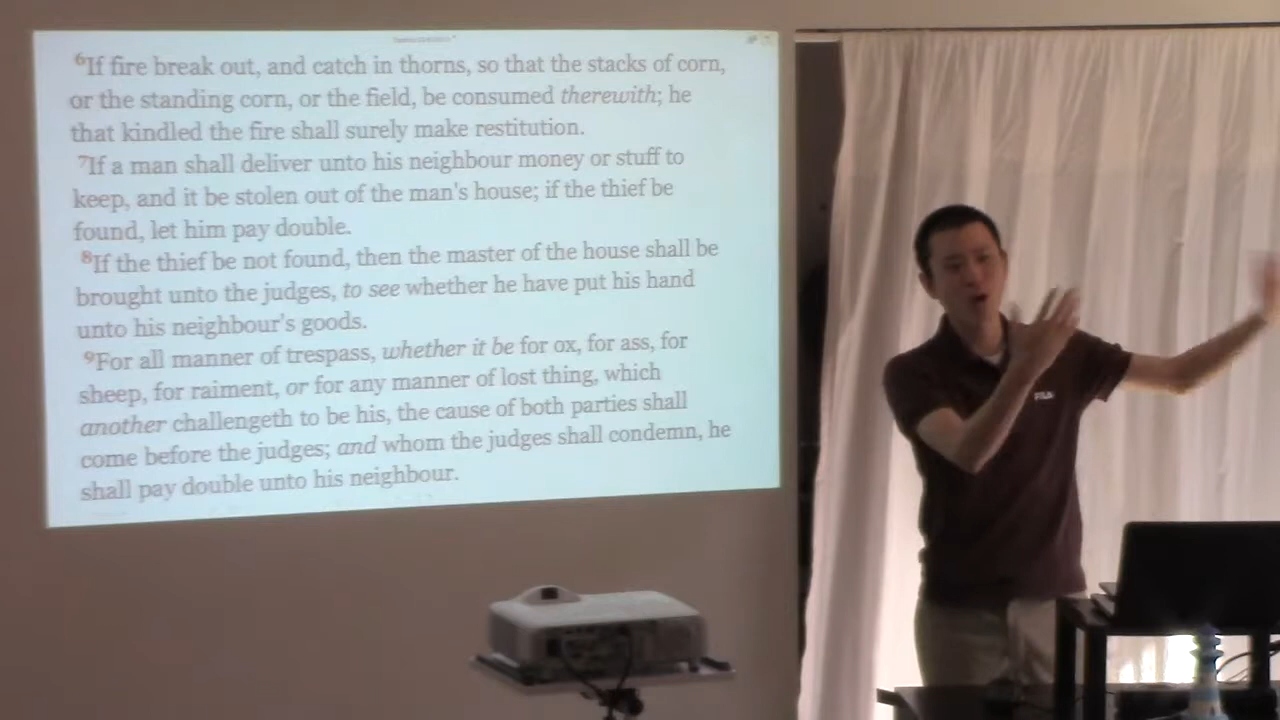 6If fire break out, and catch in thorns, so that the stacks of corn,
or the standing corn, or the field, be consumed therewith; he
that kindled the fire shall surely make restitution.
7If a man shall deliver unto his neighbour money or stuff to
keep, and it be stolen out of the man's house; if the thief be
found, let him pay double.
8If the thief be not found, then the master of the house shall be
brought unto the judges, to see whether he have put his hand
unto his neighbour's goods.
9For all manner of trespass, whether it be for ox, for ass, for
sheep, for raiment, or for any manner of lost thing, which
another challengeth to be his, the cause of both parties shall
come before the judges; and whom the judges shall condemn, he
shall pay double unto his neighbour.
FILA